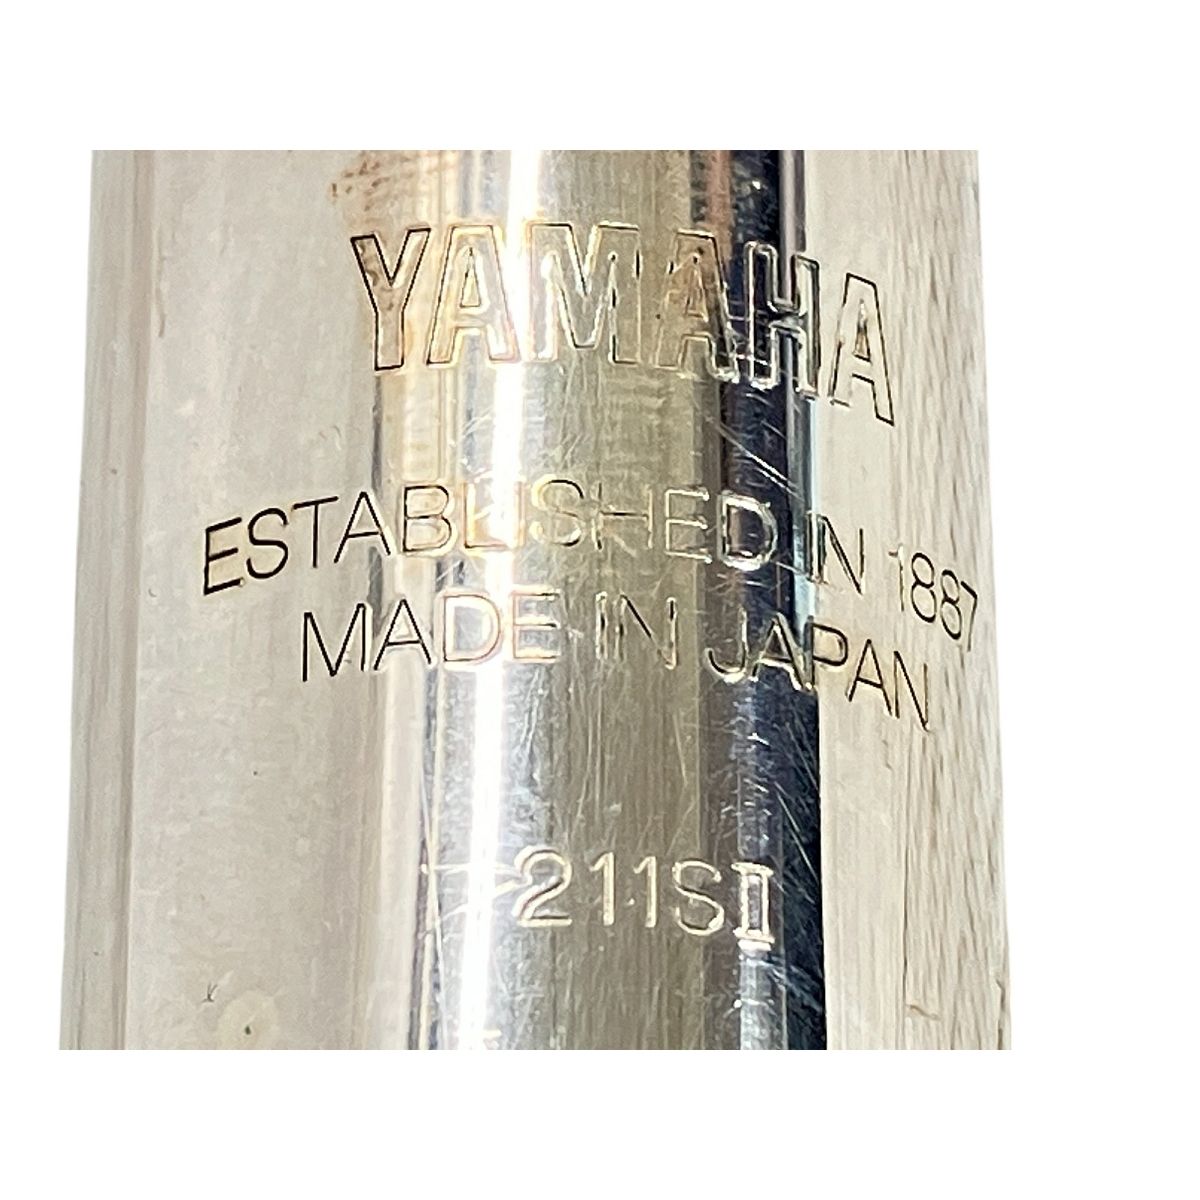 YAMAHA
ESTABLISHED IN 1887
MADE IN JAPAN
211SII